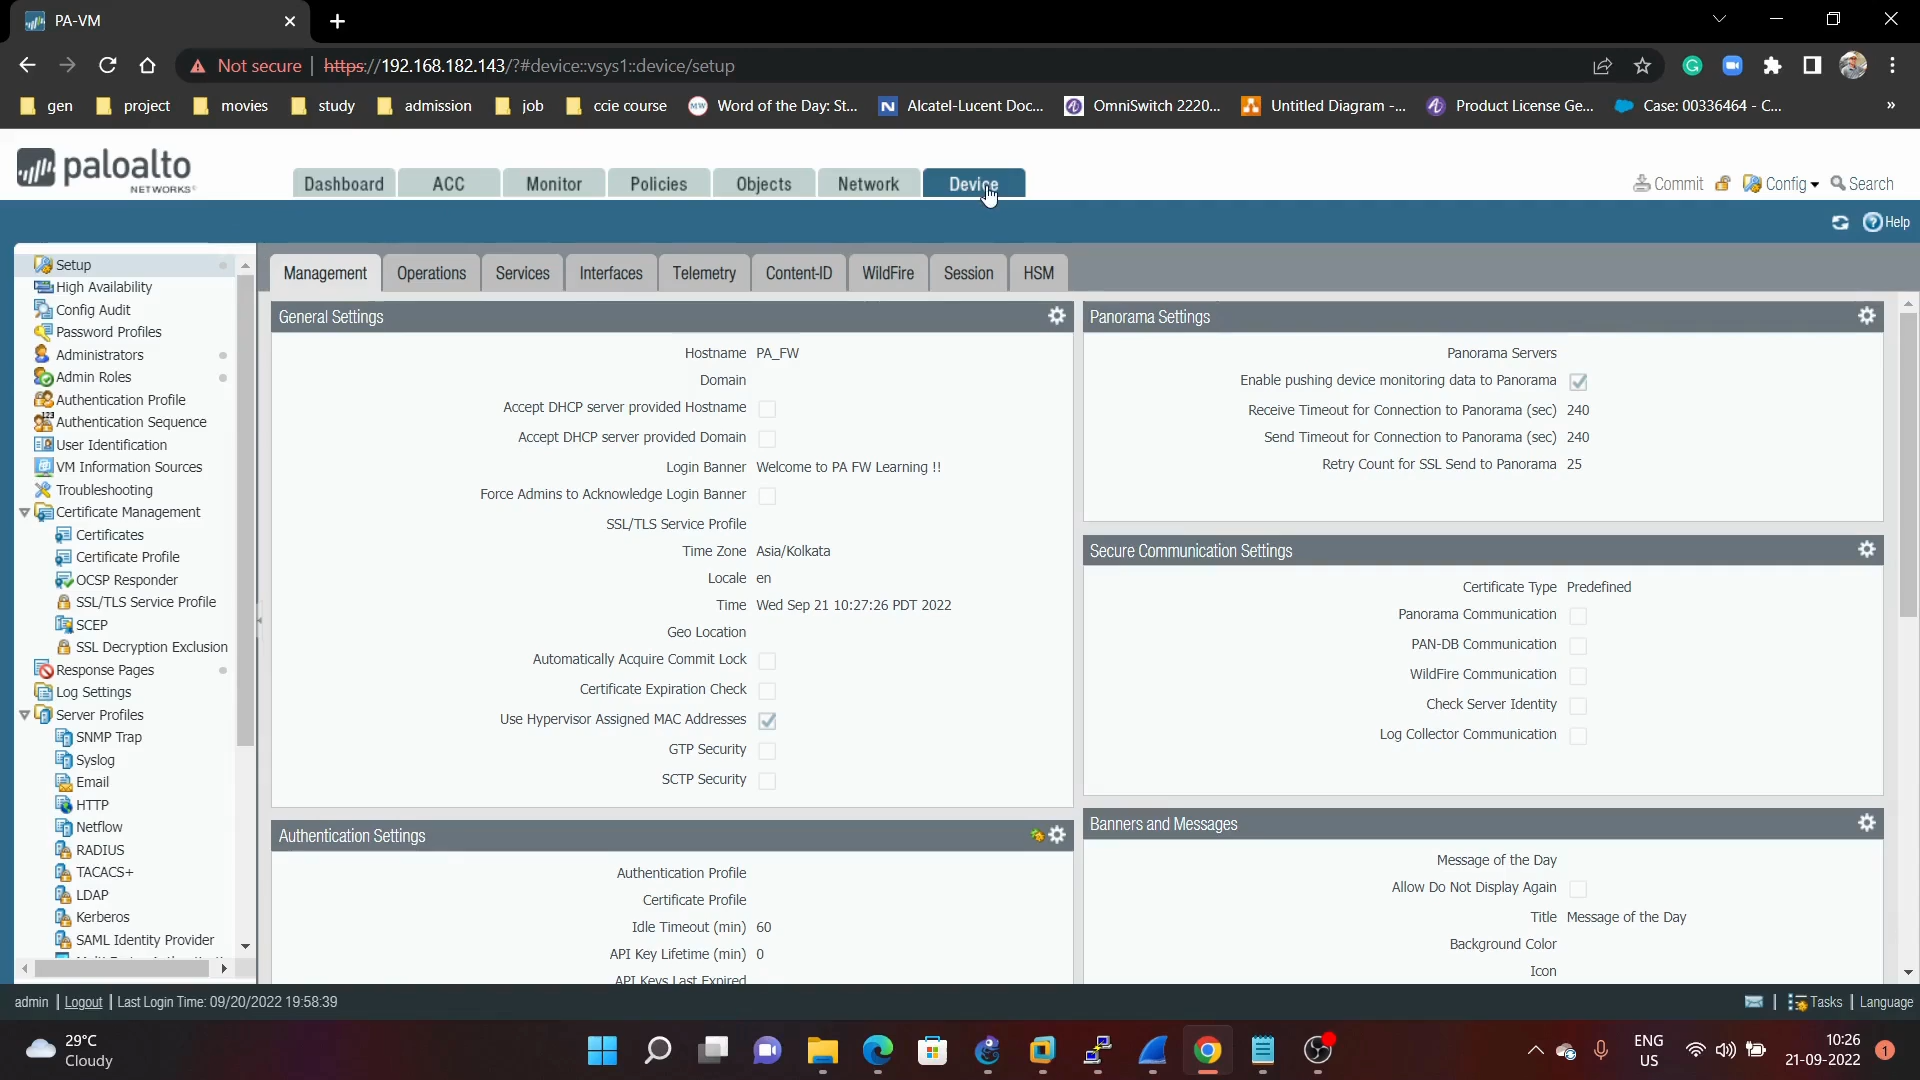 PA-VM
Not secure | https://192.168.182.143/?#device::vsys1::device/setup
gen project movies study admission job ccie course Word of the Day: St... Alcatel-Lucent Doc... OmniSwitch 2220... Untitled Diagram -... Product License Ge... Case: 00336464 - C... »
paloalto
NETWORKS
Dashboard ACC Monitor Policies Objects Network Device
Commit Config Search
Help
Setup
High Availability
Config Audit
Password Profiles
Administrators
Admin Roles
Authentication Profile
Authentication Sequence
User Identification
VM Information Sources
Troubleshooting
Certificate Management
Certificates
Certificate Profile
OCSP Responder
SSL/TLS Service Profile
SCEP
SSL Decryption Exclusion
Response Pages
Log Settings
Server Profiles
SNMP Trap
Syslog
Email
HTTP
Netflow
RADIUS
TACACS+
LDAP
Kerberos
SAML Identity Provider
Management Operations Services Interfaces Telemetry Content-ID WildFire Session HSM
General Settings
Hostname PA_FW
Domain
Accept DHCP server provided Hostname
Accept DHCP server provided Domain
Login Banner Welcome to PA FW Learning !!
Force Admins to Acknowledge Login Banner
SSL/TLS Service Profile
Time Zone Asia/Kolkata
Locale en
Time Wed Sep 21 10:27:26 PDT 2022
Geo Location
Automatically Acquire Commit Lock
Certificate Expiration Check
Use Hypervisor Assigned MAC Addresses
GTP Security
SCTP Security
Authentication Settings
Authentication Profile
Certificate Profile
Idle Timeout (min) 60
API Key Lifetime (min) 0
API Keys Last Expired
Panorama Settings
Panorama Servers
Enable pushing device monitoring data to Panorama
Receive Timeout for Connection to Panorama (sec) 240
Send Timeout for Connection to Panorama (sec) 240
Retry Count for SSL Send to Panorama 25
Secure Communication Settings
Certificate Type Predefined
Panorama Communication
PAN-DB Communication
WildFire Communication
Check Server Identity
Log Collector Communication
Banners and Messages
Message of the Day
Allow Do Not Display Again
Title Message of the Day
Background Color
Icon
admin | Logout | Last Login Time: 09/20/2022 19:58:39
Tasks | Language
29°C
Cloudy
ENG
US
10:26
21-09-2022
1